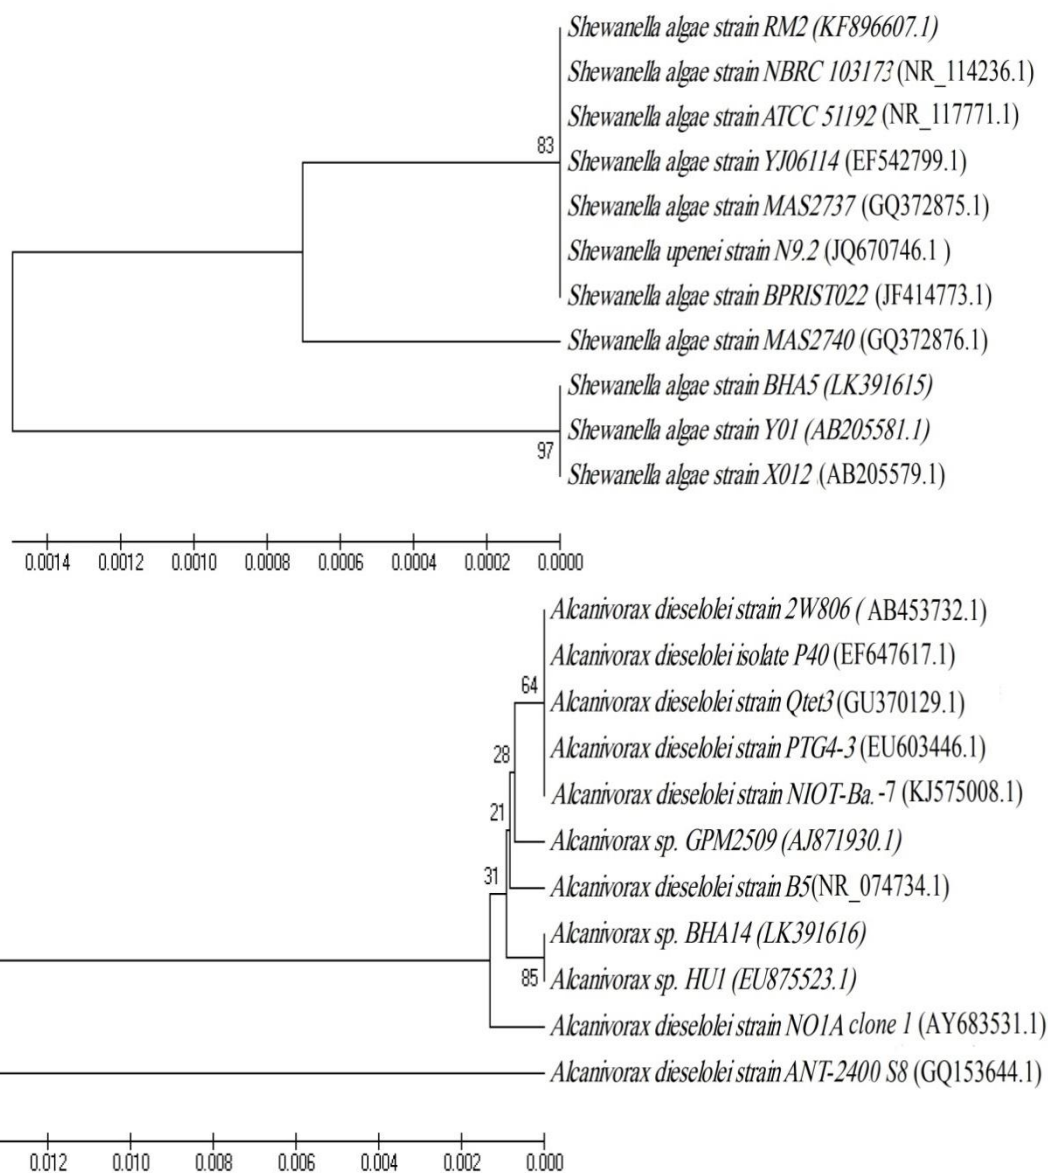 Shewanella algae strain RM2 (KF896607.1)
Shewanella algae strain NBRC 103173 (NR_114236.1)
Shewanella algae strain ATCC 51192 (NR_117771.1)
83
Shewanella algae strain YJ06114 (EF542799.1)
Shewanella algae strain MAS2737 (GQ372875.1)
Shewanella upenei strain N9.2 (JQ670746.1 )
Shewanella algae strain BPRIST022 (JF414773.1)
Shewanella algae strain MAS2740 (GQ372876.1)
Shewanella algae strain BHA5 (LK391615)
Shewanella algae strain Y01 (AB205581.1)
97
Shewanella algae strain X012 (AB205579.1)
0.0014 0.0012 0.0010 0.0008 0.0006 0.0004 0.0002 0.0000
Alcanivorax dieselolei strain 2W806 ( AB453732.1)
Alcanivorax dieselolei isolate P40 (EF647617.1)
64
Alcanivorax dieselolei strain Qtet3 (GU370129.1)
28
Alcanivorax dieselolei strain PTG4-3 (EU603446.1)
Alcanivorax dieselolei strain NIOT-Ba. -7 (KJ575008.1)
21
Alcanivorax sp. GPM2509 (AJ871930.1)
31
Alcanivorax dieselolei strain B5(NR_074734.1)
Alcanivorax sp. BHA14 (LK391616)
85
Alcanivorax sp. HU1 (EU875523.1)
Alcanivorax dieselolei strain NO1A clone 1 (AY683531.1)
Alcanivorax dieselolei strain ANT-2400 S8 (GQ153644.1)
0.012 0.010 0.008 0.006 0.004 0.002 0.000